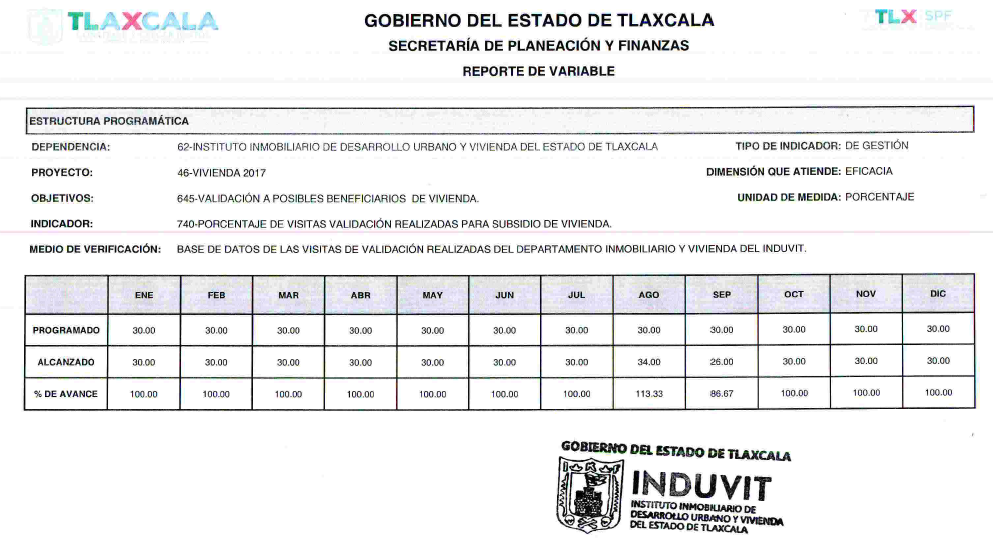 TLAXCALA
GOBIERNO DEL ESTADO DE TLAXCALA
TLX SPF
SECRETARÍA DE PLANEACIÓN Y FINANZAS
REPORTE DE VARIABLE
ESTRUCTURA PROGRAMÁTICA
DEPENDENCIA: 62-INSTITUTO INMOBILIARIO DE DESARROLLO URBANO Y VIVIENDA DEL ESTADO DE TLAXCALA TIPO DE INDICADOR: DE GESTIÓN
PROYECTO: 46-VIVIENDA 2017 DIMENSIÓN QUE ATIENDE: EFICACIA
OBJETIVOS: 645-VALIDACIÓN A POSIBLES BENEFICIARIOS DE VIVIENDA. UNIDAD DE MEDIDA: PORCENTAJE
INDICADOR: 740-PORCENTAJE DE VISITAS VALIDACIÓN REALIZADAS PARA SUBSIDIO DE VIVIENDA.
MEDIO DE VERIFICACIÓN: BASE DE DATOS DE LAS VISITAS DE VALIDACIÓN REALIZADAS DEL DEPARTAMENTO INMOBILIARIO Y VIVIENDA DEL INDUVIT.
ENE FEB MAR ABR MAY JUN JUL AGO SEP OCT NOV DIC
PROGRAMADO 30.00 30.00 30.00 30.00 30.00 30.00 30.00 30.00 30.00 30.00 30.00 30.00
ALCANZADO 30.00 30.00 30.00 30.00 30.00 30.00 30.00 34.00 26.00 30.00 30.00 30.00
% DE AVANCE 100.00 100.00 100.00 100.00 100.00 100.00 100.00 113.33 86.67 100.00 100.00 100.00
GOBIERNO DEL ESTADO DE TLAXCALA
INDUVIT
INSTITUTO INMOBILIARIO DE
DESARROLLO URBANO Y VIVIENDA
DEL ESTADO DE TLAXCALA